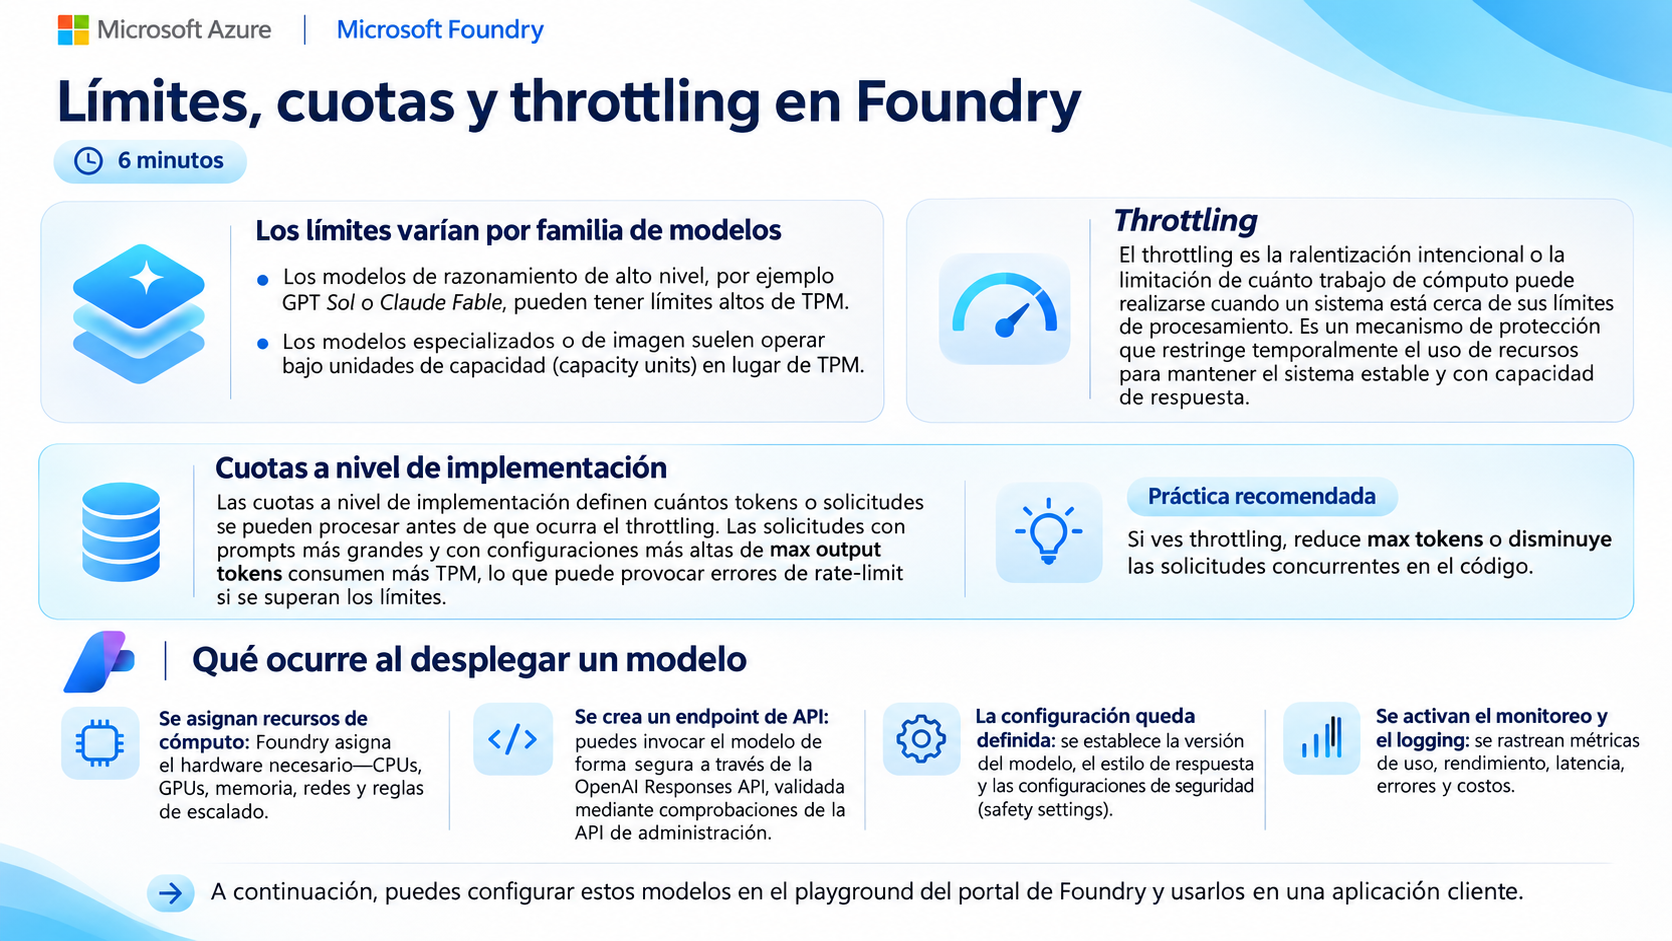 Microsoft Azure
Microsoft Foundry
Límites, cuotas y throttling en Foundry
6 minutos
Los límites varían por familia de modelos
Los modelos de razonamiento de alto nivel, por ejemplo
GPT Sol o Claude Fable, pueden tener límites altos de TPM.
Los modelos especializados o de imagen suelen operar
bajo unidades de capacidad (capacity units) en lugar de TPM.
Throttling
El throttling es la ralentización intencional o la
limitación de cuánto trabajo de cómputo puede
realizarse cuando un sistema está cerca de sus límites
de procesamiento. Es un mecanismo de protección
que restringe temporalmente el uso de recursos
para mantener el sistema estable y con capacidad
de respuesta.
Cuotas a nivel de implementación
Las cuotas a nivel de implementación definen cuántos tokens o solicitudes
se pueden procesar antes de que ocurra el throttling. Las solicitudes con
prompts más grandes y con configuraciones más altas de max output
tokens consumen más TPM, lo que puede provocar errores de rate-limit
si se superan los límites.
Práctica recomendada
Si ves throttling, reduce max tokens o disminuye
las solicitudes concurrentes en el código.
Qué ocurre al desplegar un modelo
Se asignan recursos de
cómputo: Foundry asigna
el hardware necesario—CPUs,
GPUs, memoria, redes y reglas
de escalado.
Se crea un endpoint de API:
puedes invocar el modelo de
forma segura a través de la
OpenAI Responses API, validada
mediante comprobaciones de la
API de administración.
La configuración queda
definida: se establece la versión
del modelo, el estilo de respuesta
y las configuraciones de seguridad
(safety settings).
Se activan el monitoreo y
el logging: se rastrean métricas
de uso, rendimiento, latencia,
errores y costos.
A continuación, puedes configurar estos modelos en el playground del portal de Foundry y usarlos en una aplicación cliente.